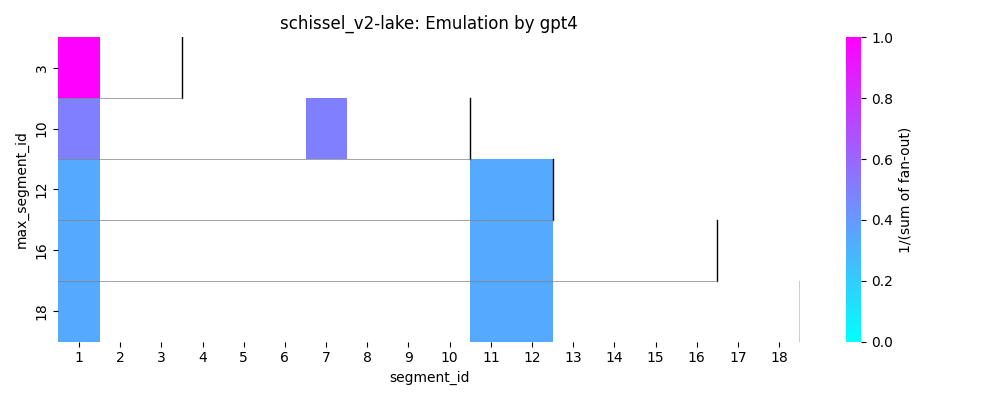 schissel_v2-lake: Emulation by gpt4
max_segment_id
3
10
12
16
18
1 2 3 4 5 6 7 8 9 10 11 12 13 14 15 16 17 18
segment_id
1.0
0.8
0.6
0.4
0.2
0.0
1/(sum of fan-out)